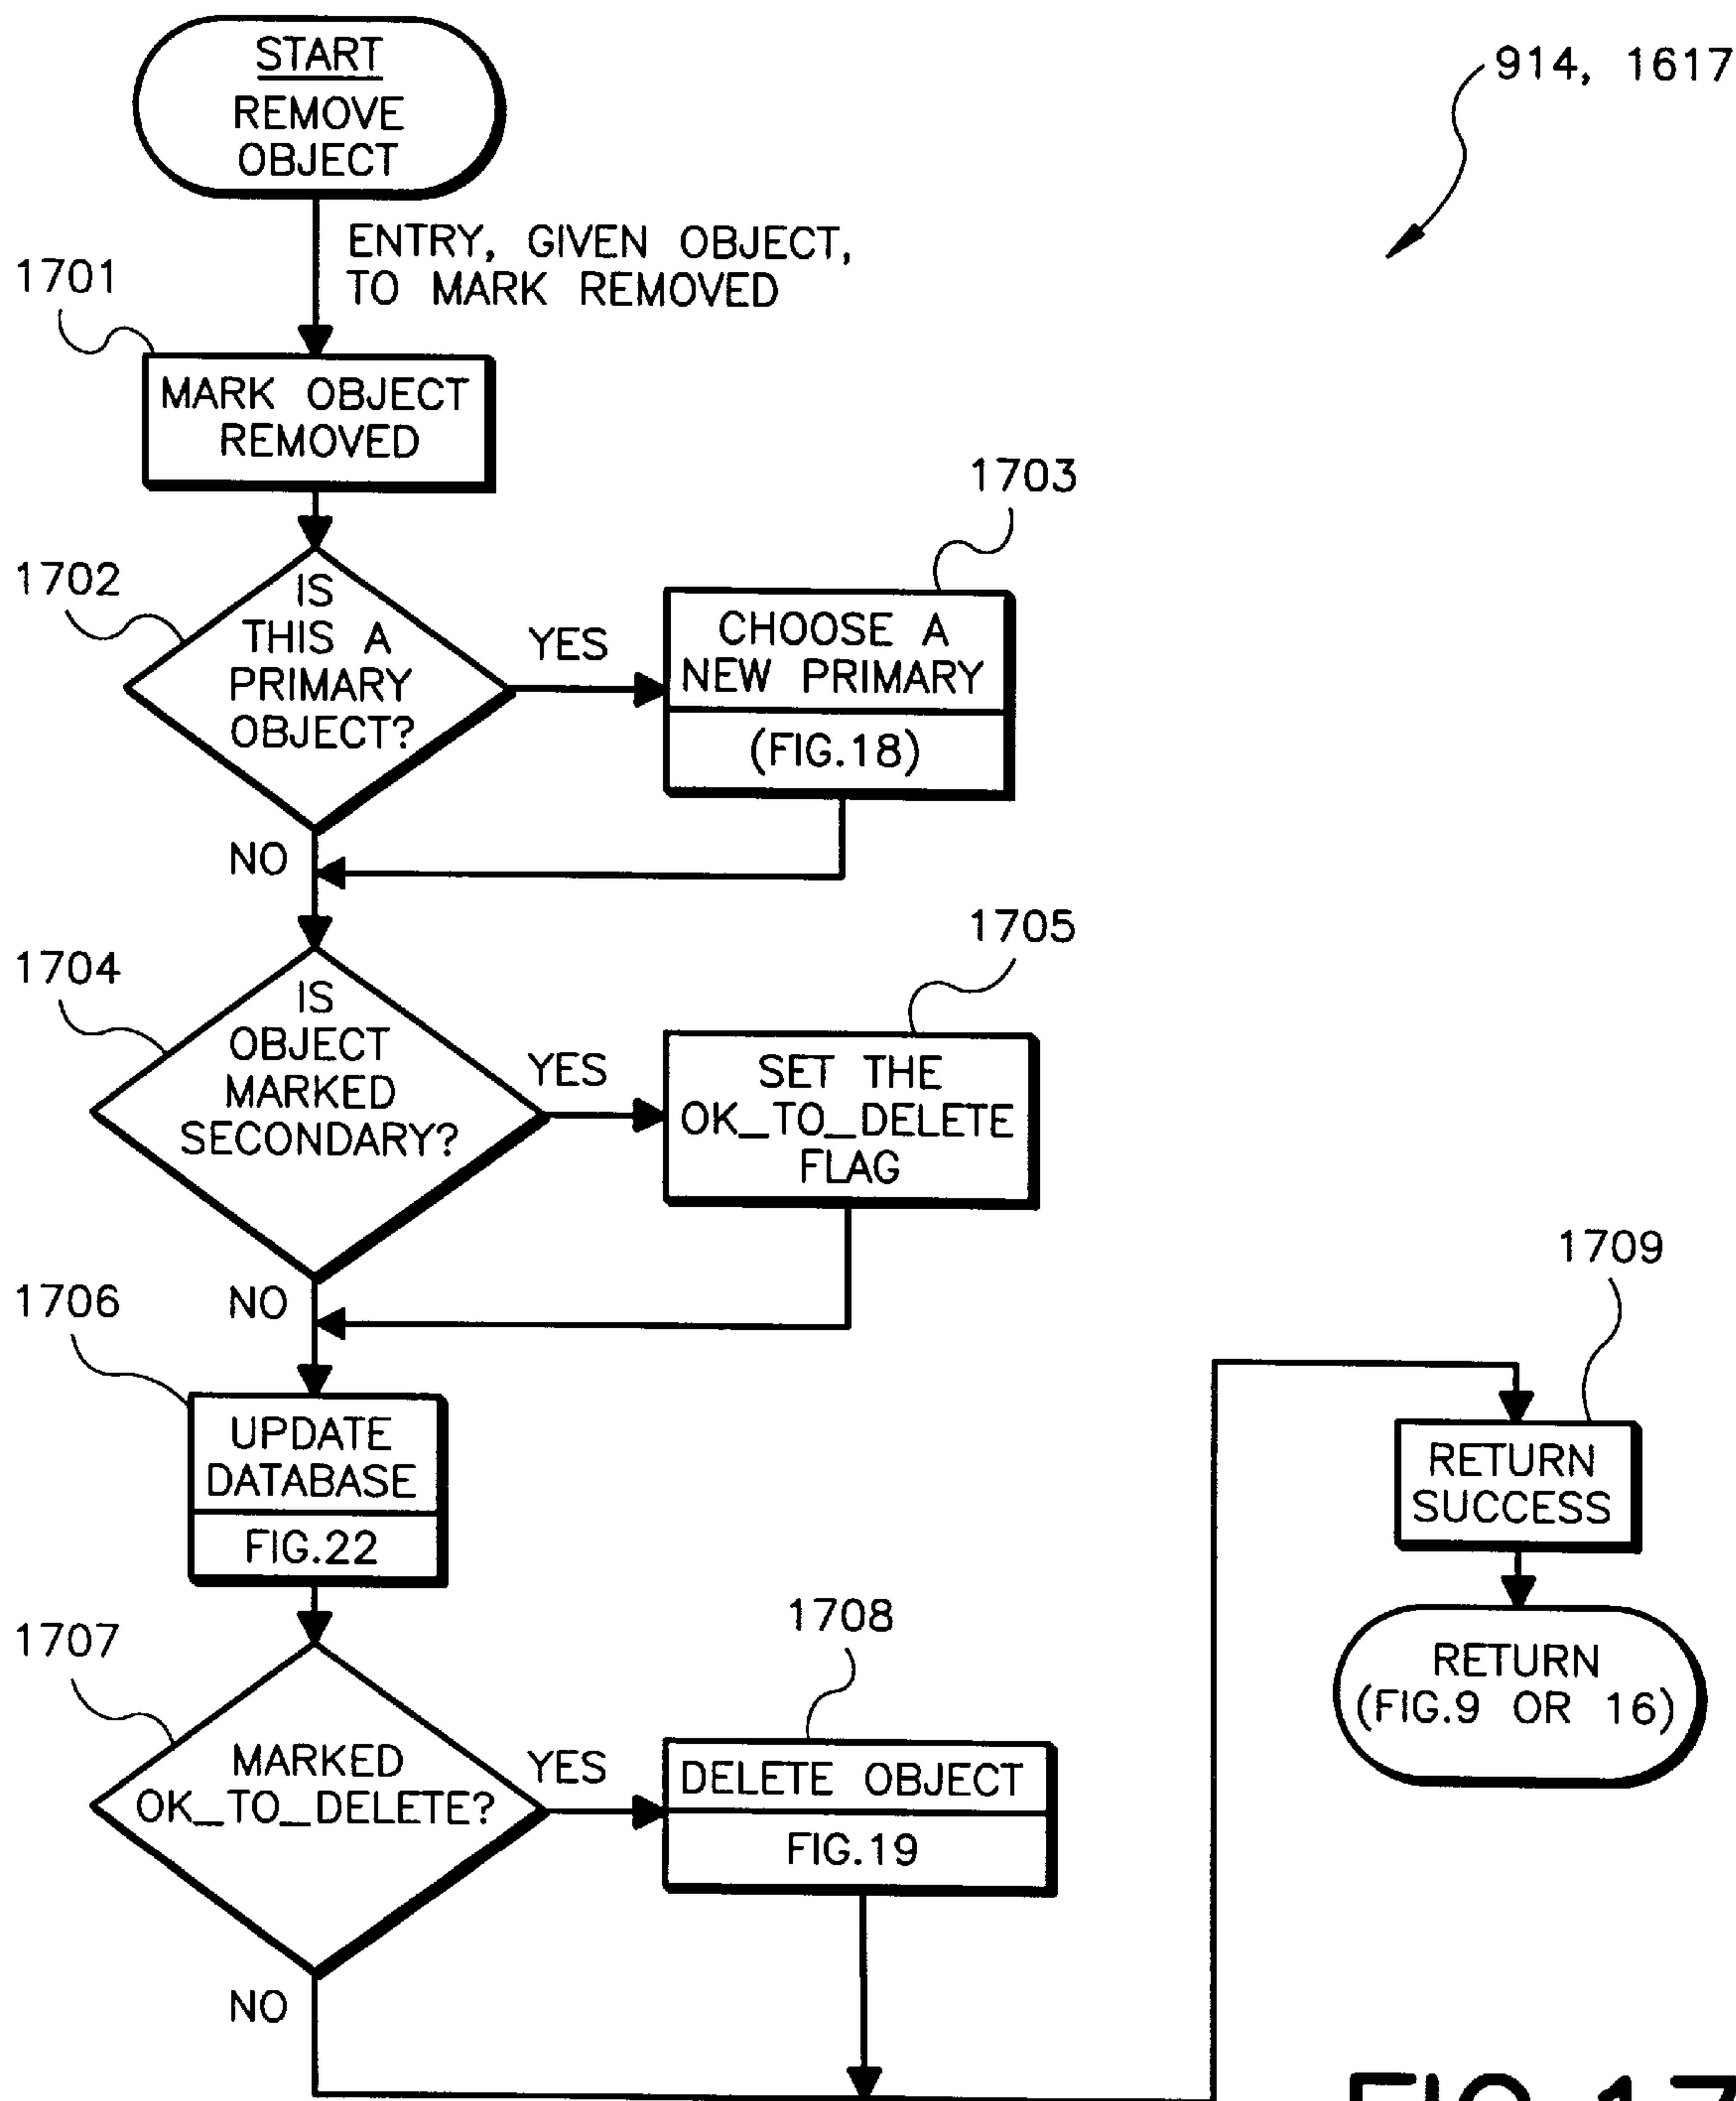 START
REMOVE
OBJECT
914, 1617
ENTRY, GIVEN OBJECT,
TO MARK REMOVED
1701
MARK OBJECT
REMOVED
1702
IS
THIS A
PRIMARY
OBJECT?
YES
NO
1703
CHOOSE A
NEW PRIMARY
(FIG.18)
1704
IS
OBJECT
MARKED
SECONDARY?
YES
NO
1705
SET THE
OK_TO_DELETE
FLAG
1706
UPDATE
DATABASE
FIG.22
1707
MARKED
OK_TO_DELETE?
YES
NO
1708
DELETE OBJECT
FIG.19
1709
RETURN
SUCCESS
RETURN
(FIG.9 OR 16)
FIG.17